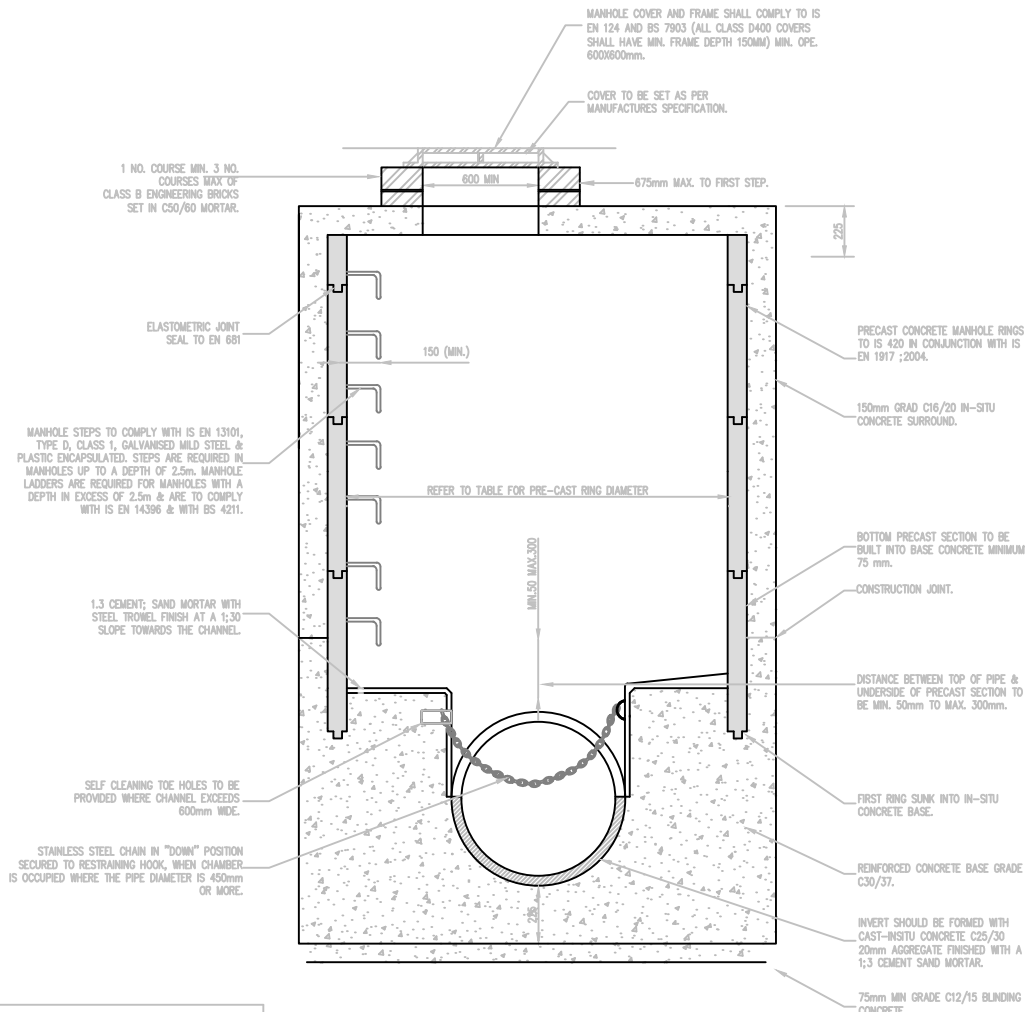 MANHOLE COVER AND FRAME SHALL COMPLY TO IS
EN 124 AND BS 7903 (ALL CLASS D400 COVERS
SHALL HAVE MIN. FRAME DEPTH 150MM) MIN. OPE.
600X600mm.
COVER TO BE SET AS PER
MANUFACTURES SPECIFICATION.
1 NO. COURSE MIN. 3 NO.
COURSES MAX OF
CLASS B ENGINEERING BRICKS
SET IN C50/60 MORTAR.
600 MIN
675mm MAX. TO FIRST STEP.
225
ELASTOMETRIC JOINT
SEAL TO EN 681
150 (MIN.)
PRECAST CONCRETE MANHOLE RINGS
TO IS 420 IN CONJUNCTION WITH IS
EN 1917 ;2004.
150mm GRAD C16/20 IN-SITU
CONCRETE SURROUND.
MANHOLE STEPS TO COMPLY WITH IS EN 13101,
TYPE D, CLASS 1, GALVANISED MILD STEEL &
PLASTIC ENCAPSULATED. STEPS ARE REQUIRED IN
MANHOLES UP TO A DEPTH OF 2.5m. MANHOLE
LADDERS ARE REQUIRED FOR MANHOLES WITH A
DEPTH IN EXCESS OF 2.5m & ARE TO COMPLY
WITH IS EN 14396 & WITH BS 4211.
REFER TO TABLE FOR PRE-CAST RING DIAMETER
MIN.50 MAX.300
BOTTOM PRECAST SECTION TO BE
BUILT INTO BASE CONCRETE MINIMUM
75 mm.
CONSTRUCTION JOINT.
1.3 CEMENT; SAND MORTAR WITH
STEEL TROWEL FINISH AT A 1;30
SLOPE TOWARDS THE CHANNEL.
DISTANCE BETWEEN TOP OF PIPE &
UNDERSIDE OF PRECAST SECTION TO
BE MIN. 50mm TO MAX. 300mm.
SELF CLEANING TOE HOLES TO BE
PROVIDED WHERE CHANNEL EXCEEDS
600mm WIDE.
FIRST RING SUNK INTO IN-SITU
CONCRETE BASE.
STAINLESS STEEL CHAIN IN "DOWN" POSITION
SECURED TO RESTRAINING HOOK, WHEN CHAMBER
IS OCCUPIED WHERE THE PIPE DIAMETER IS 450mm
OR MORE.
REINFORCED CONCRETE BASE GRADE
C30/37.
225
INVERT SHOULD BE FORMED WITH
CAST-INSITU CONCRETE C25/30
20mm AGGREGATE FINISHED WITH A
1;3 CEMENT SAND MORTAR.
75mm MIN GRADE C12/15 BLINDING
CONCRETE